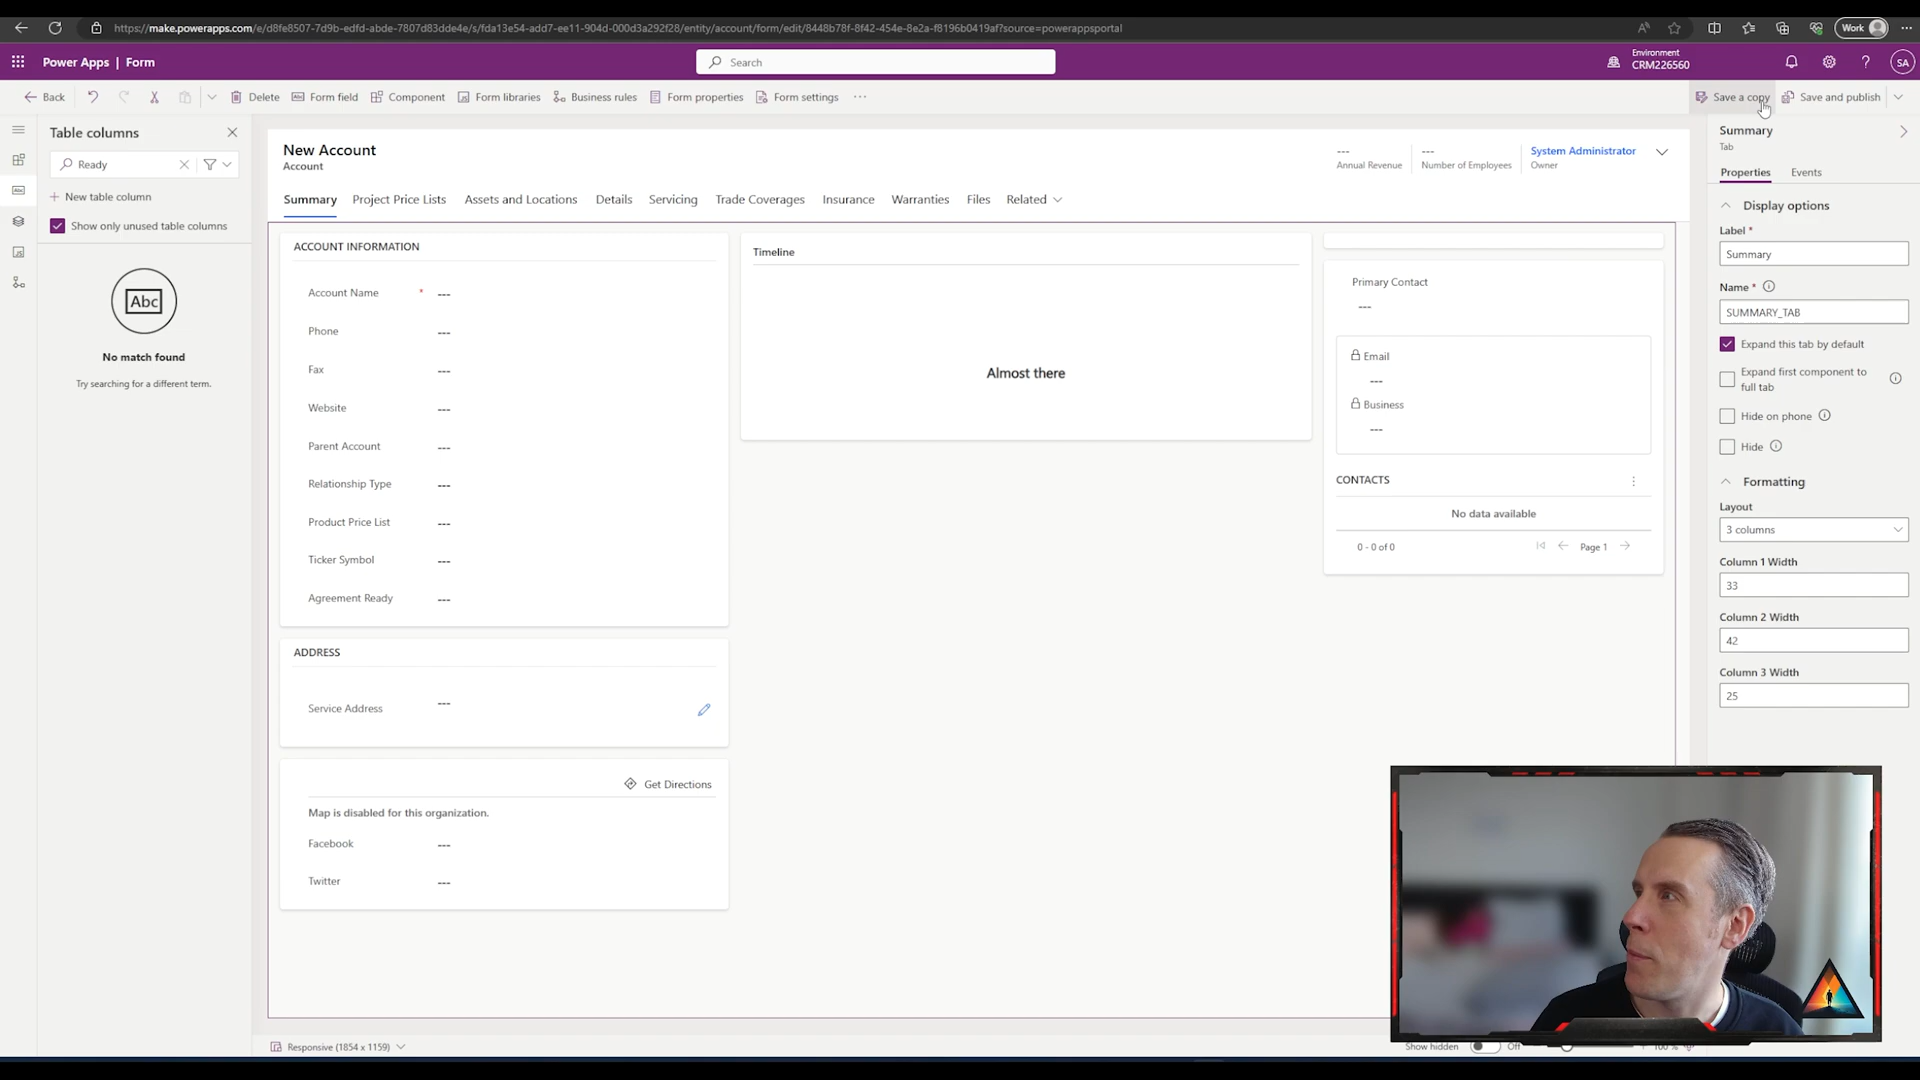 https://make.powerapps.com/e/d8fe8507-7d9b-edfd-abde-7807d83dde4e/s/fda13e54-add7-ee11-904d-000d3a292f28/entity/account/form/edit/8448b78f-8f42-454e-8e2a-f8196b0419af?source=powerappsportal
Work
Power Apps | Form
Search
Environment
CRM226560
SA
Back
Delete
Form field
Component
Form libraries
Business rules
Form properties
Form settings
Save a copy
Save and publish
Table columns
Ready
New table column
Show only unused table columns
Abc
No match found
Try searching for a different term.
New Account
Account
---
Annual Revenue
---
Number of Employees
System Administrator
Owner
Summary
Project Price Lists
Assets and Locations
Details
Servicing
Trade Coverages
Insurance
Warranties
Files
Related
ACCOUNT INFORMATION
Account Name * ---
Phone ---
Fax ---
Website ---
Parent Account ---
Relationship Type ---
Product Price List ---
Ticker Symbol ---
Agreement Ready ---
ADDRESS
Service Address ---
Get Directions
Map is disabled for this organization.
Facebook ---
Twitter ---
Timeline
Almost there
Primary Contact
---
Email
---
Business
---
CONTACTS
No data available
0 - 0 of 0
Page 1
Summary
Tab
Properties
Events
Display options
Label *
Summary
Name *
SUMMARY_TAB
Expand this tab by default
Expand first component to
full tab
Hide on phone
Hide
Formatting
Layout
3 columns
Column 1 Width
33
Column 2 Width
42
Column 3 Width
25
Responsive (1854 x 1159)
Show hidden
Off
100 %